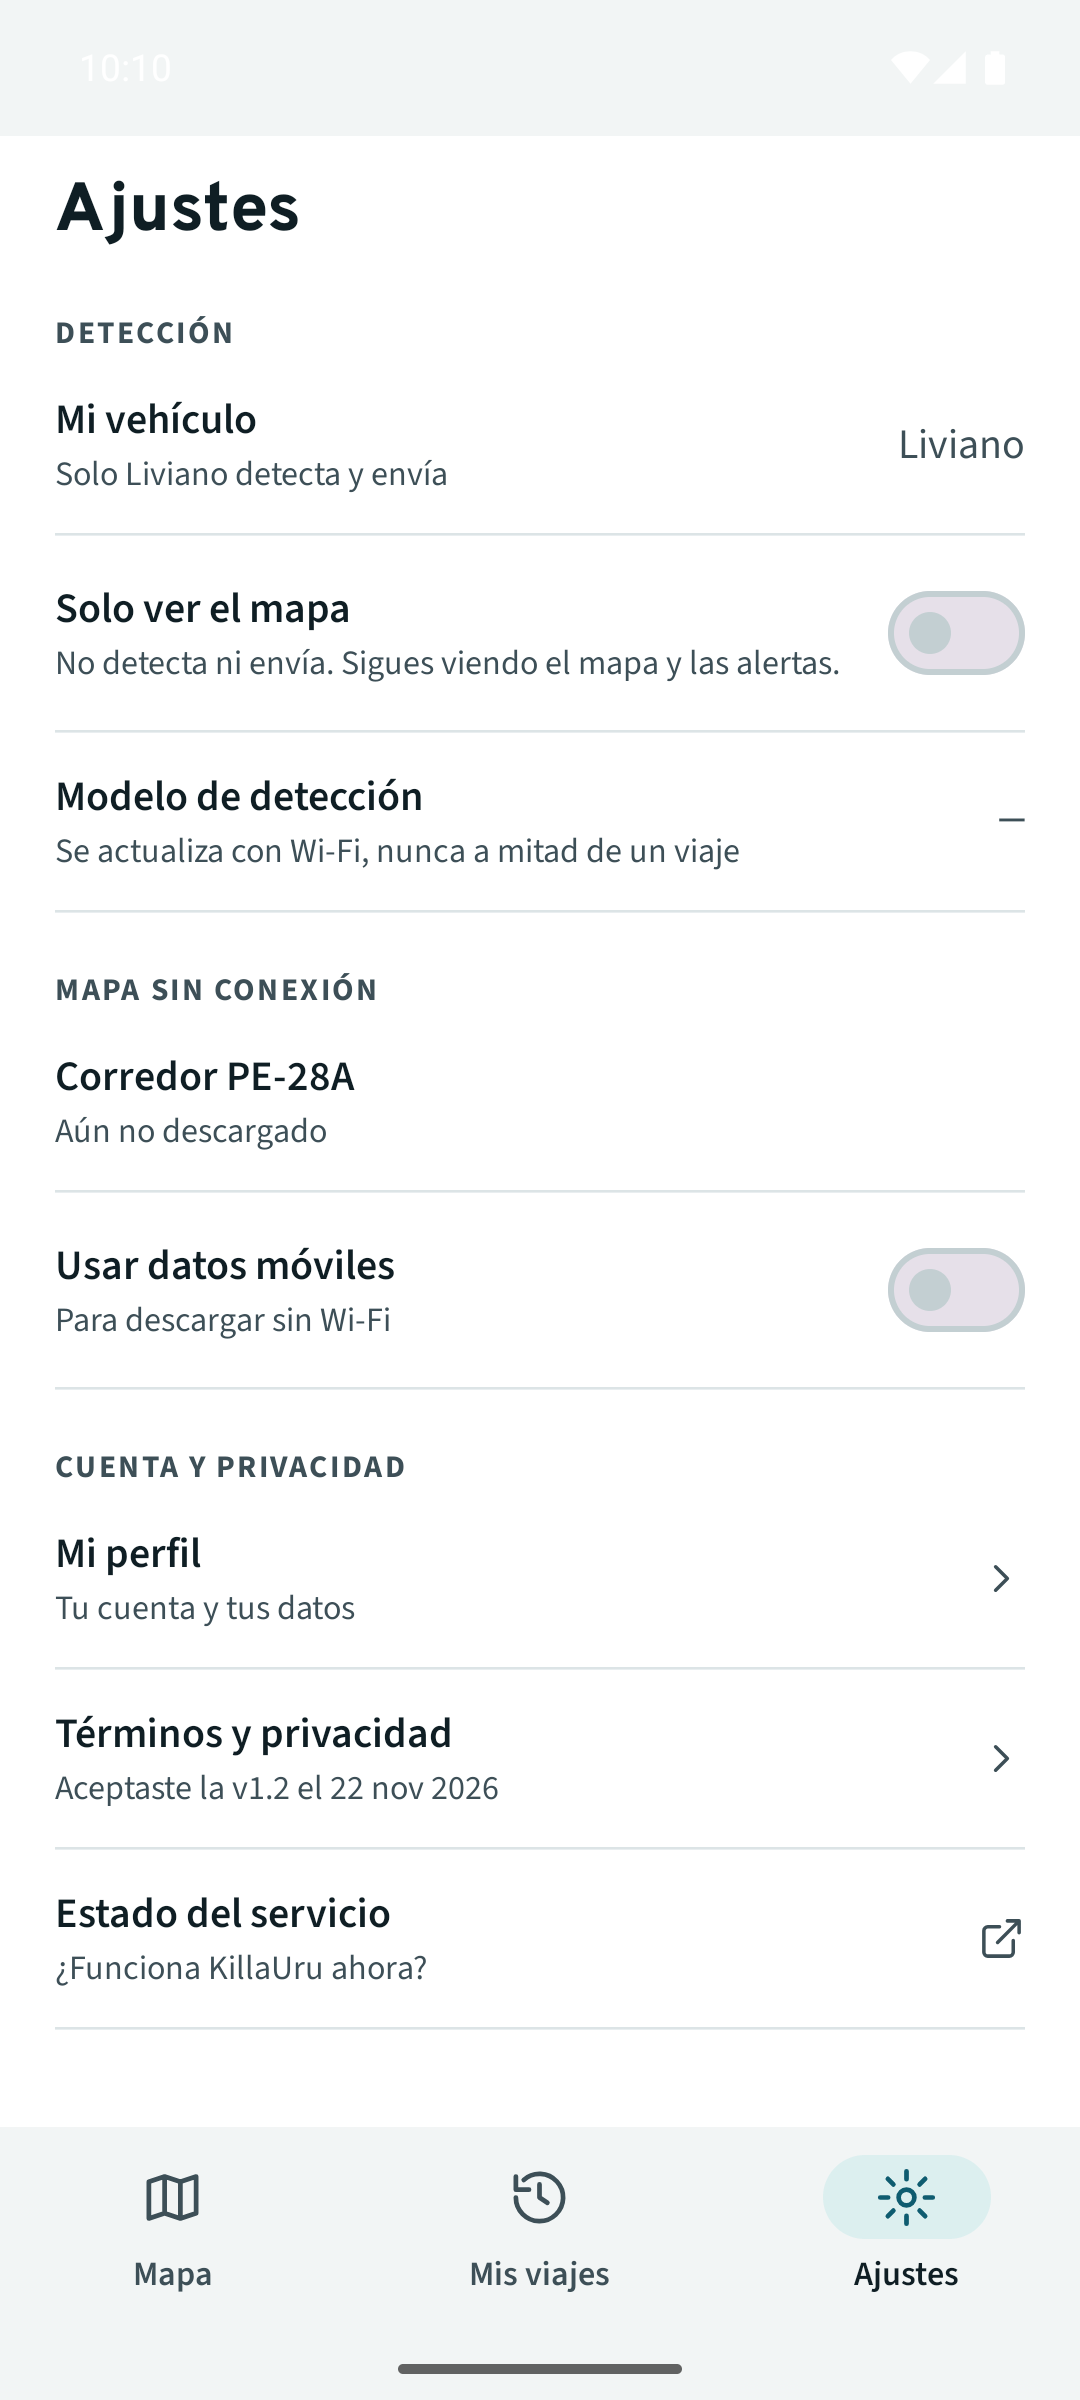 10:10
Ajustes
DETECCIÓN
Mi vehículo
Solo Liviano detecta y envía
Liviano
Solo ver el mapa
No detecta ni envía. Sigues viendo el mapa y las alertas.
Modelo de detección
Se actualiza con Wi-Fi, nunca a mitad de un viaje
—
MAPA SIN CONEXIÓN
Corredor PE-28A
Aún no descargado
Usar datos móviles
Para descargar sin Wi-Fi
CUENTA Y PRIVACIDAD
Mi perfil
Tu cuenta y tus datos
Términos y privacidad
Aceptaste la v1.2 el 22 nov 2026
Estado del servicio
¿Funciona KillaUru ahora?
Mapa
Mis viajes
Ajustes